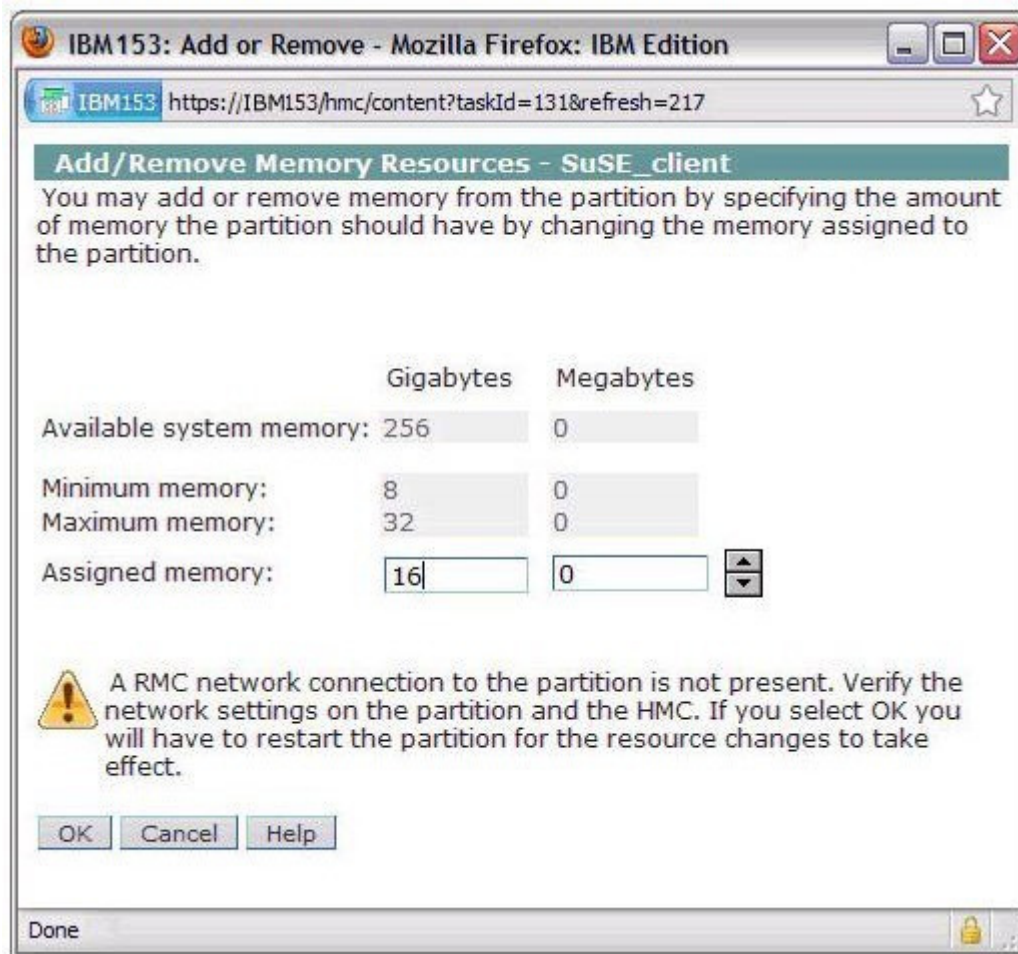 IBM153: Add or Remove - Mozilla Firefox: IBM Edition
IBM153 https://IBM153/hmc/content?taskId=131&refresh=217
Add/Remove Memory Resources - SuSE_client
You may add or remove memory from the partition by specifying the amount
of memory the partition should have by changing the memory assigned to
the partition.
Gigabytes Megabytes
Available system memory: 256 0
Minimum memory: 8 0
Maximum memory: 32 0
Assigned memory: 16 0
A RMC network connection to the partition is not present. Verify the
network settings on the partition and the HMC. If you select OK you
will have to restart the partition for the resource changes to take
effect.
OK Cancel Help
Done